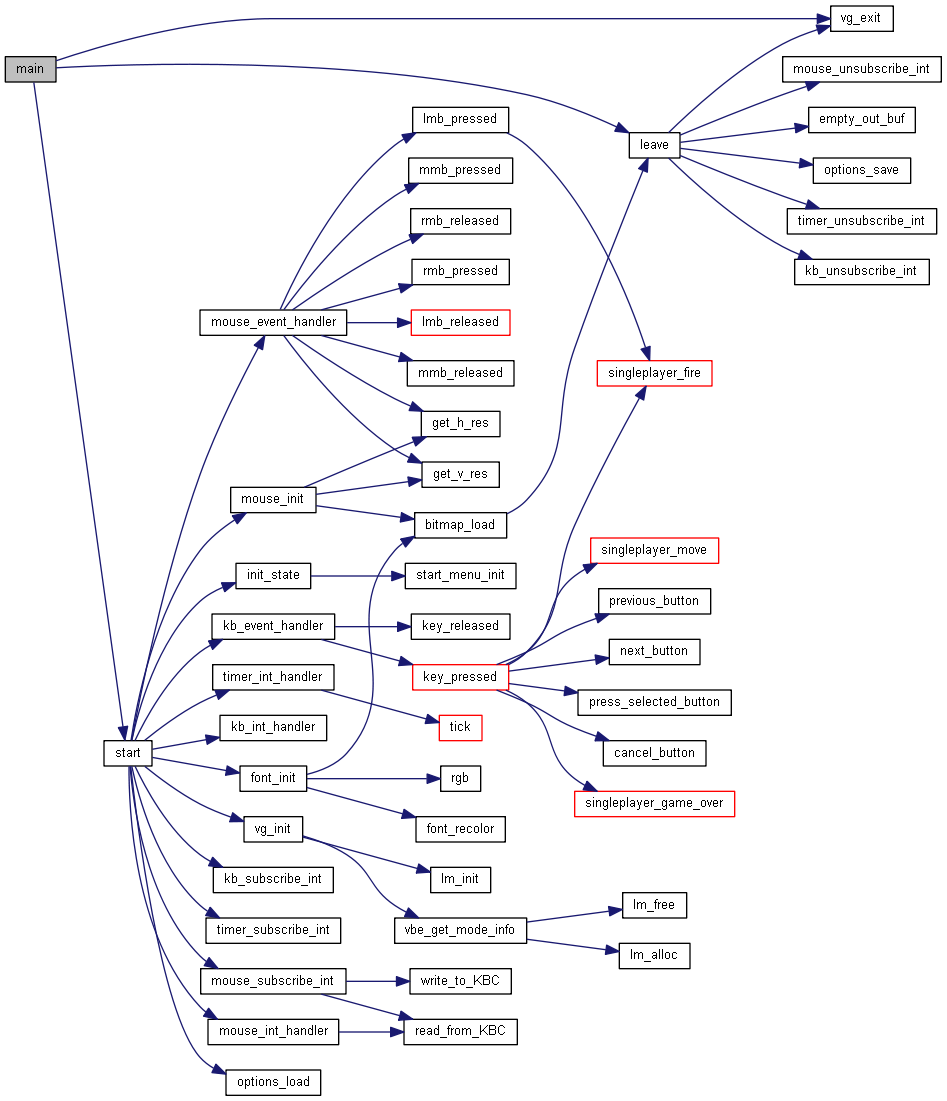 vg_exit
main
mouse_unsubscribe_int
lmb_pressed
empty_out_buf
leave
mmb_pressed
options_save
rmb_released
timer_unsubscribe_int
rmb_pressed
kb_unsubscribe_int
mouse_event_handler
lmb_released
mmb_released
singleplayer_fire
get_h_res
get_v_res
mouse_init
bitmap_load
singleplayer_move
init_state
start_menu_init
previous_button
kb_event_handler
key_released
next_button
timer_int_handler
key_pressed
press_selected_button
kb_int_handler
tick
start
cancel_button
font_init
rgb
singleplayer_game_over
vg_init
font_recolor
kb_subscribe_int
lm_init
lm_free
timer_subscribe_int
vbe_get_mode_info
lm_alloc
mouse_subscribe_int
write_to_KBC
mouse_int_handler
read_from_KBC
options_load